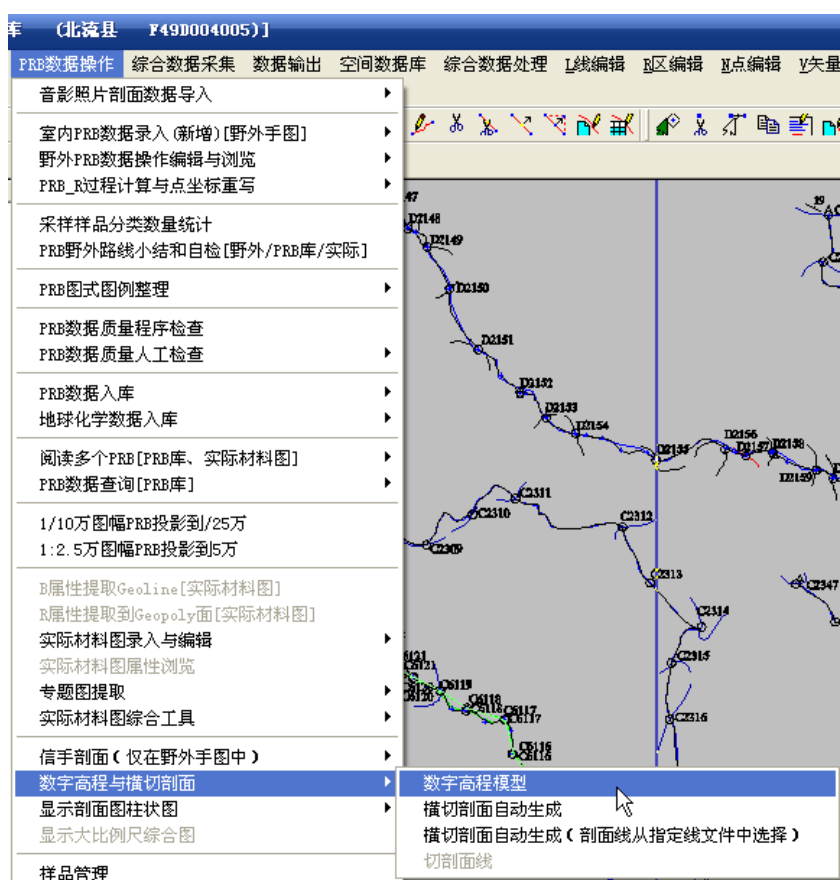 库 （北流县 F49D004005)]
PRB数据操作 综合数据采集 数据输出 空间数据库 综合数据处理 L线编辑 R区编辑 N点编辑 V矢量
音影照片剖面数据导入
室内PRB数据录入(新增)[野外手图]
野外PRB数据操作编辑与浏览
PRB_R过程计算与点坐标重写
采样样品分类数量统计
PRB野外路线小结和自检[野外/PRB库/实际]
PRB图式图例整理
PRB数据质量程序检查
PRB数据质量人工检查
PRB数据入库
地球化学数据入库
阅读多个PRB[PRB库、实际材料图]
PRB数据查询[PRB库]
1/10万图幅PRB投影到/25万
1:2.5万图幅PRB投影到5万
B属性提取Geoline[实际材料图]
R属性提取到Geopoly面[实际材料图]
实际材料图录入与编辑
实际材料图属性浏览
专题图提取
实际材料图综合工具
信手剖面(仅在野外手图中)
数字高程与横切剖面
显示剖面图柱状图
显示大比例尺综合图
样品管理
数字高程模型
横切剖面自动生成
横切剖面自动生成(剖面线从指定线文件中选择)
切剖面线
47
D2148
D2149
D2150
D2151
D2152
D2153
D2154
D2155
D2156
D2157
D2158
D2159
19
C2311
C2310
C2309
C2312
C2313
C2314
C2315
C2316
C2347
C6121
C6120
C6119
C6118
C6117
C6117
C6116
C6116